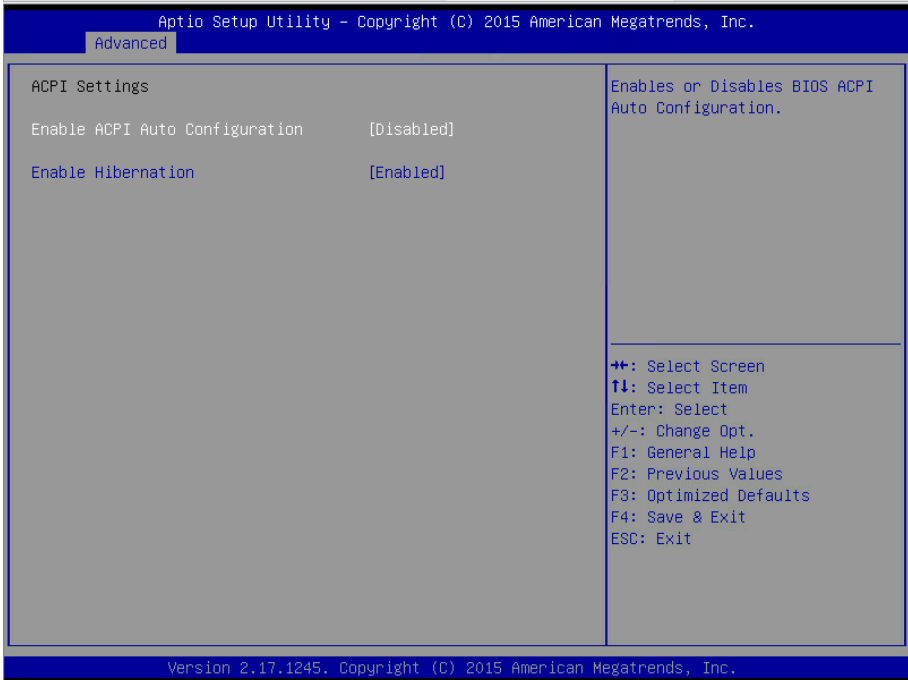 Aptio Setup Utility – Copyright (C) 2015 American Megatrends, Inc.
Advanced
ACPI Settings
Enable ACPI Auto Configuration [Disabled]
Enable Hibernation [Enabled]
Enables or Disables BIOS ACPI
Auto Configuration.
→←: Select Screen
↑↓: Select Item
Enter: Select
+/-: Change Opt.
F1: General Help
F2: Previous Values
F3: Optimized Defaults
F4: Save & Exit
ESC: Exit
Version 2.17.1245. Copyright (C) 2015 American Megatrends, Inc.